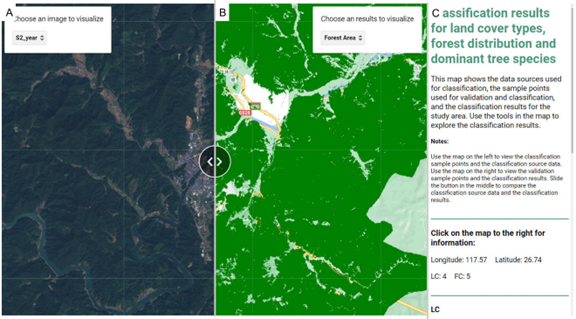 A
Choose an image to visualize
S2_year
B
Choose an results to visualize
Forest Area
C
assification results
for land cover types,
forest distribution and
dominant tree species
This map shows the data sources used
for classification, the sample points
used for validation and classification,
and the classification results for the
study area. Use the tools in the map to
explore the classification results.
Notes:
Use the map on the left to view the classification
sample points and the classification source data.
Use the map on the right to view the validation
sample points and the classification results. Slide
the button in the middle to compare the
classification source data and the classification
results.
Click on the map to the right for
information:
Longitude: 117.57 Latitude: 26.74
LC: 4 FC: 5
LC